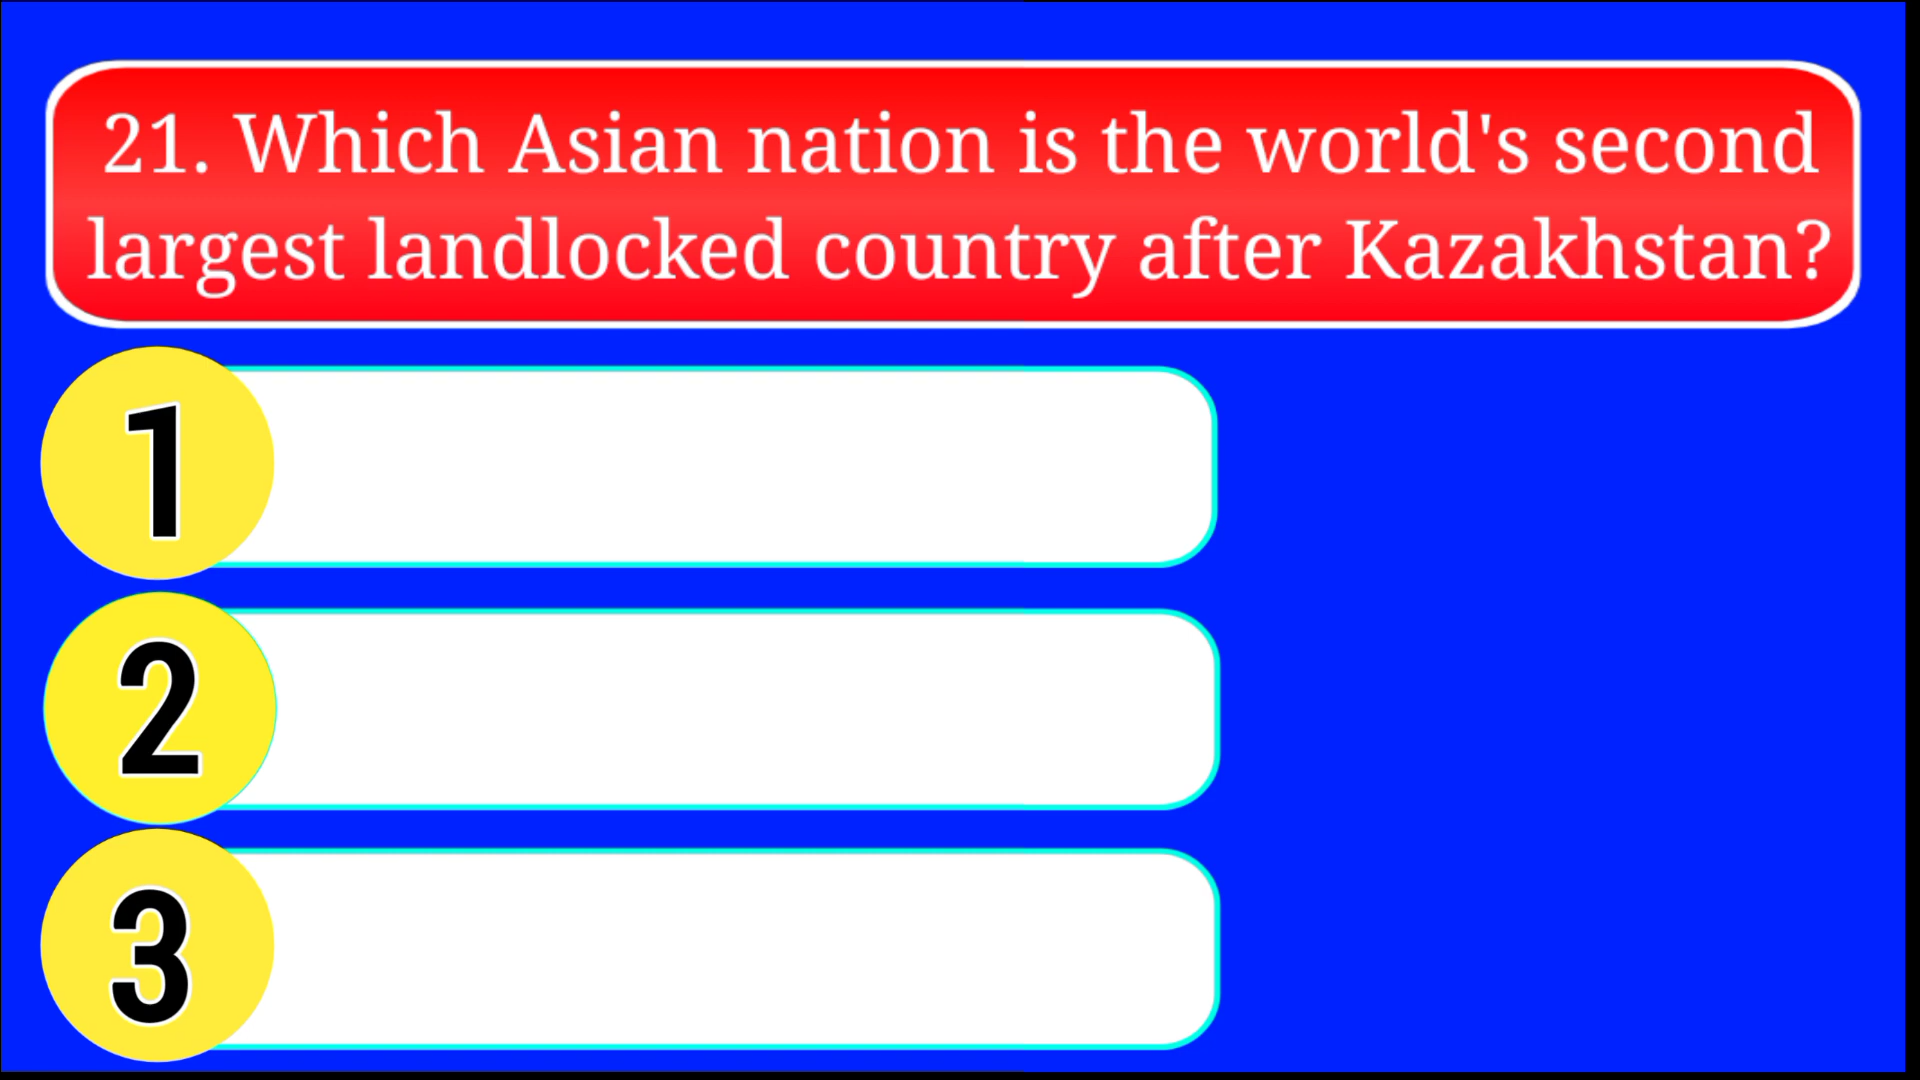 21. Which Asian nation is the world's second
largest landlocked country after Kazakhstan?
1
2
3